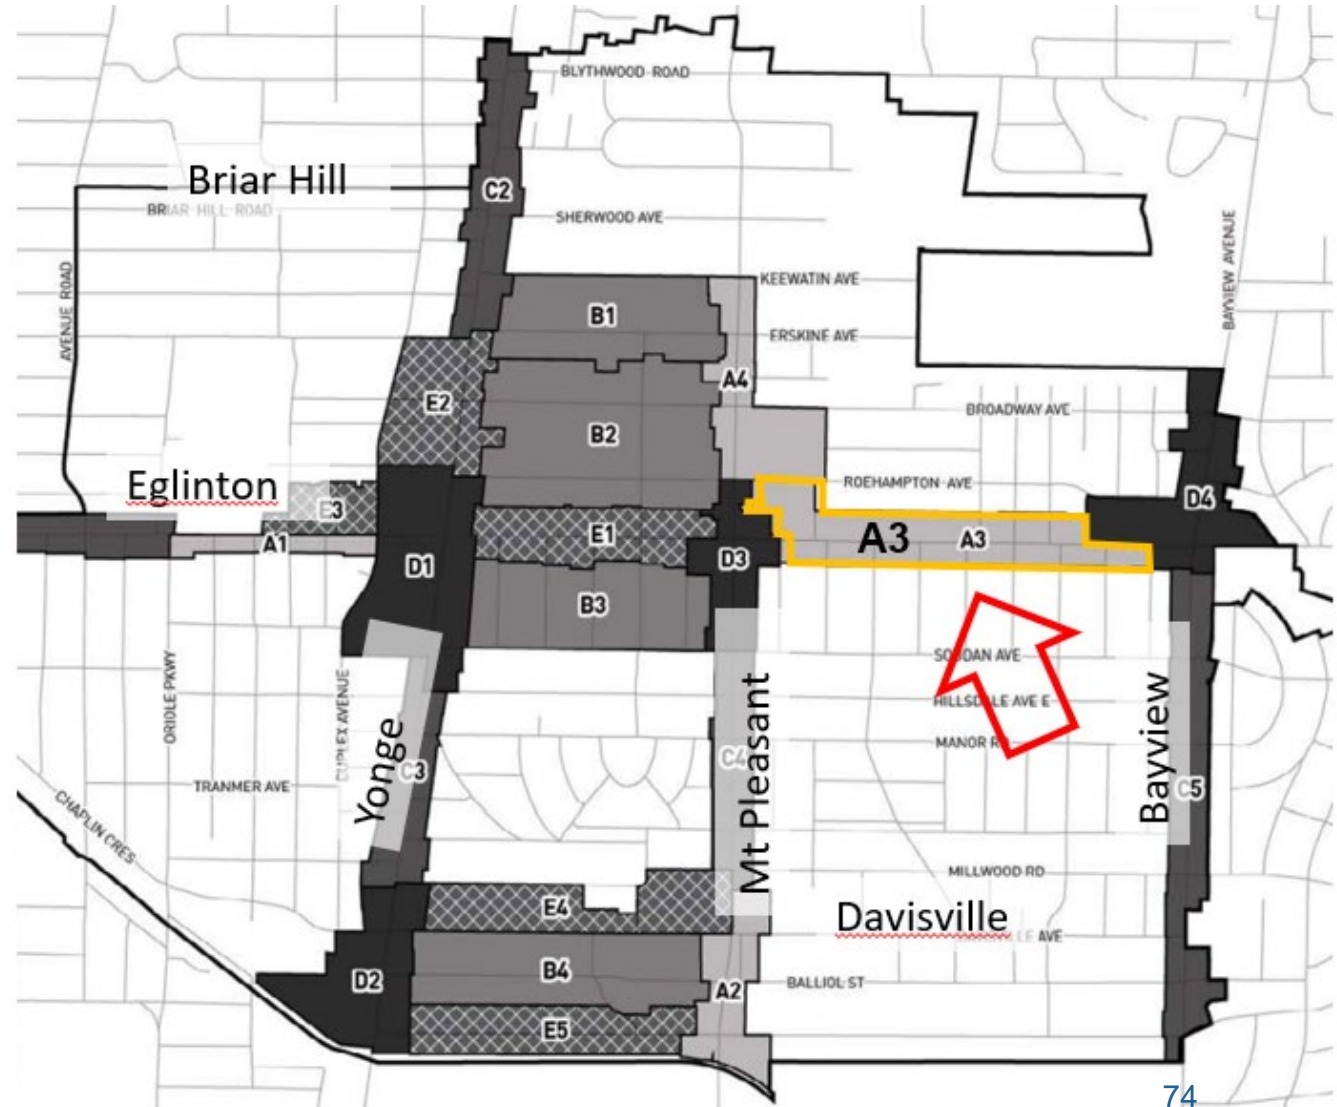 BLYTHWOOD ROAD
Briar Hill
C2
BRIAR HILL ROAD
SHERWOOD AVE
AVENUE ROAD
BAYVIEW AVENUE
KEEWATIN AVE
B1
ERSKINE AVE
A4
E2
BROADWAY AVE
B2
Eglinton
ROEHAMPTON AVE
D4
E3
E1
A3
A3
A1
D3
D1
B3
SOUDAN AVE
ORIOLE PKWY
HILLSDALE AVE E
Mt Pleasant
Bayview
CUPLEX AVENUE
MANOR R
Yonge
C4
C3
TRANMER AVE
C5
CHAPLIN CRES
MILLWOOD RD
E4
Davisville
AVE
B4
D2
A2
BALLIOL ST
E5
74